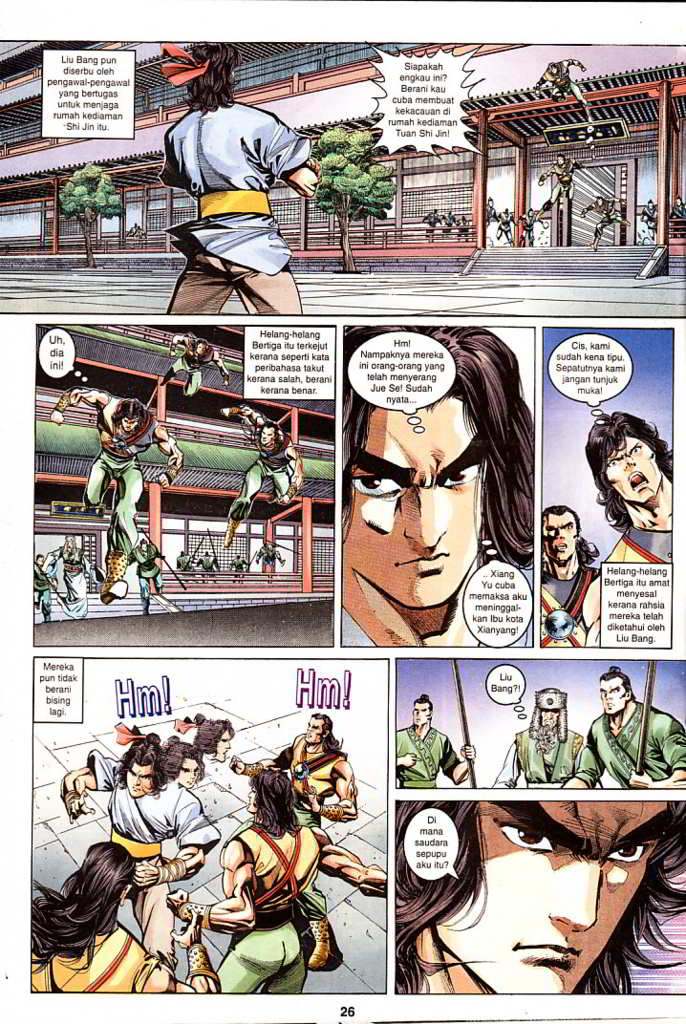 Liu Bang pun
diserbu oleh
pengawal-pengawal
yang bertugas
untuk menjaga
rumah kediaman
'Shi Jin itu.
Siapakah
engkau ini?
Berani kau
cuba membuat
kekacauan di
rumah kediaman
Tuan Shi Jin!
Uh,
dia
ini!
Helang-helang
Bertiga itu terkejut
kerana seperti kata
peribahasa takut
kerana salah, berani
kerana benar.
Hm!
Nampaknya mereka
ini orang-orang yang
telah menyerang
Jue Se! Sudah
nyata...
.. Xiang
Yu cuba
memaksa aku
meninggal-
kan Ibu kota
Xianyang!
Cis, kami
sudah kena tipu.
Sepatutnya kami
jangan tunjuk
muka!
Helang-helang
Bertiga itu amat
menyesal
kerana rahsia
mereka telah
diketahui oleh
Liu Bang.
Mereka
pun tidak
berani
bising
lagi.
Hm!
Hm!
Liu
Bang?!
Di
mana
saudara
sepupu
aku itu?
26